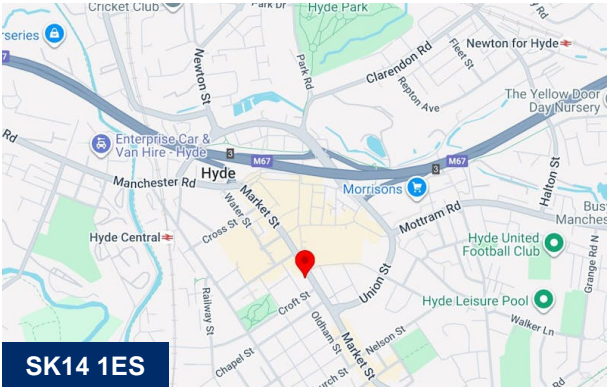 Cricket Club
Park Dr
Hyde Park
rseries
Newton for Hyde
Newton St
Park Rd
Clarendon Rd
Fleet St
Repton Ave
The Yellow Door
Day Nursery
Rd
Enterprise Car &
Van Hire - Hyde
3
M67
3
M67
Hyde
Manchester Rd
Morrisons
Halton St
Market St
Water St
Mottram Rd
Busy
Manches
Cross St
Hyde Central
Hyde United
Football Club
Grange Rd N
Union St
Railway St
Croft St
Hyde Leisure Pool
Oldham St
Market St
Nelson St
Walker Ln
Chapel St
urch St
SK14 1ES